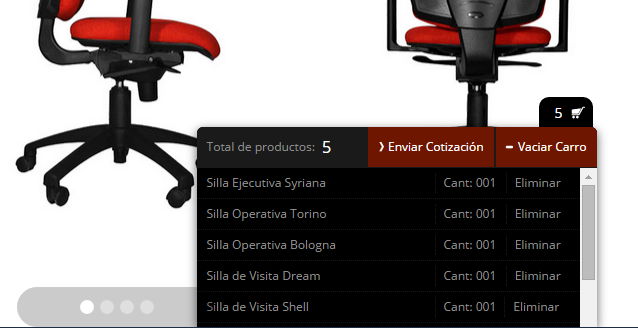 5
Total de productos: 5 › Enviar Cotización − Vaciar Carro
Silla Ejecutiva Syriana Cant: 001 Eliminar
Silla Operativa Torino Cant: 001 Eliminar
Silla Operativa Bologna Cant: 001 Eliminar
Silla de Visita Dream Cant: 001 Eliminar
Silla de Visita Shell Cant: 001 Eliminar